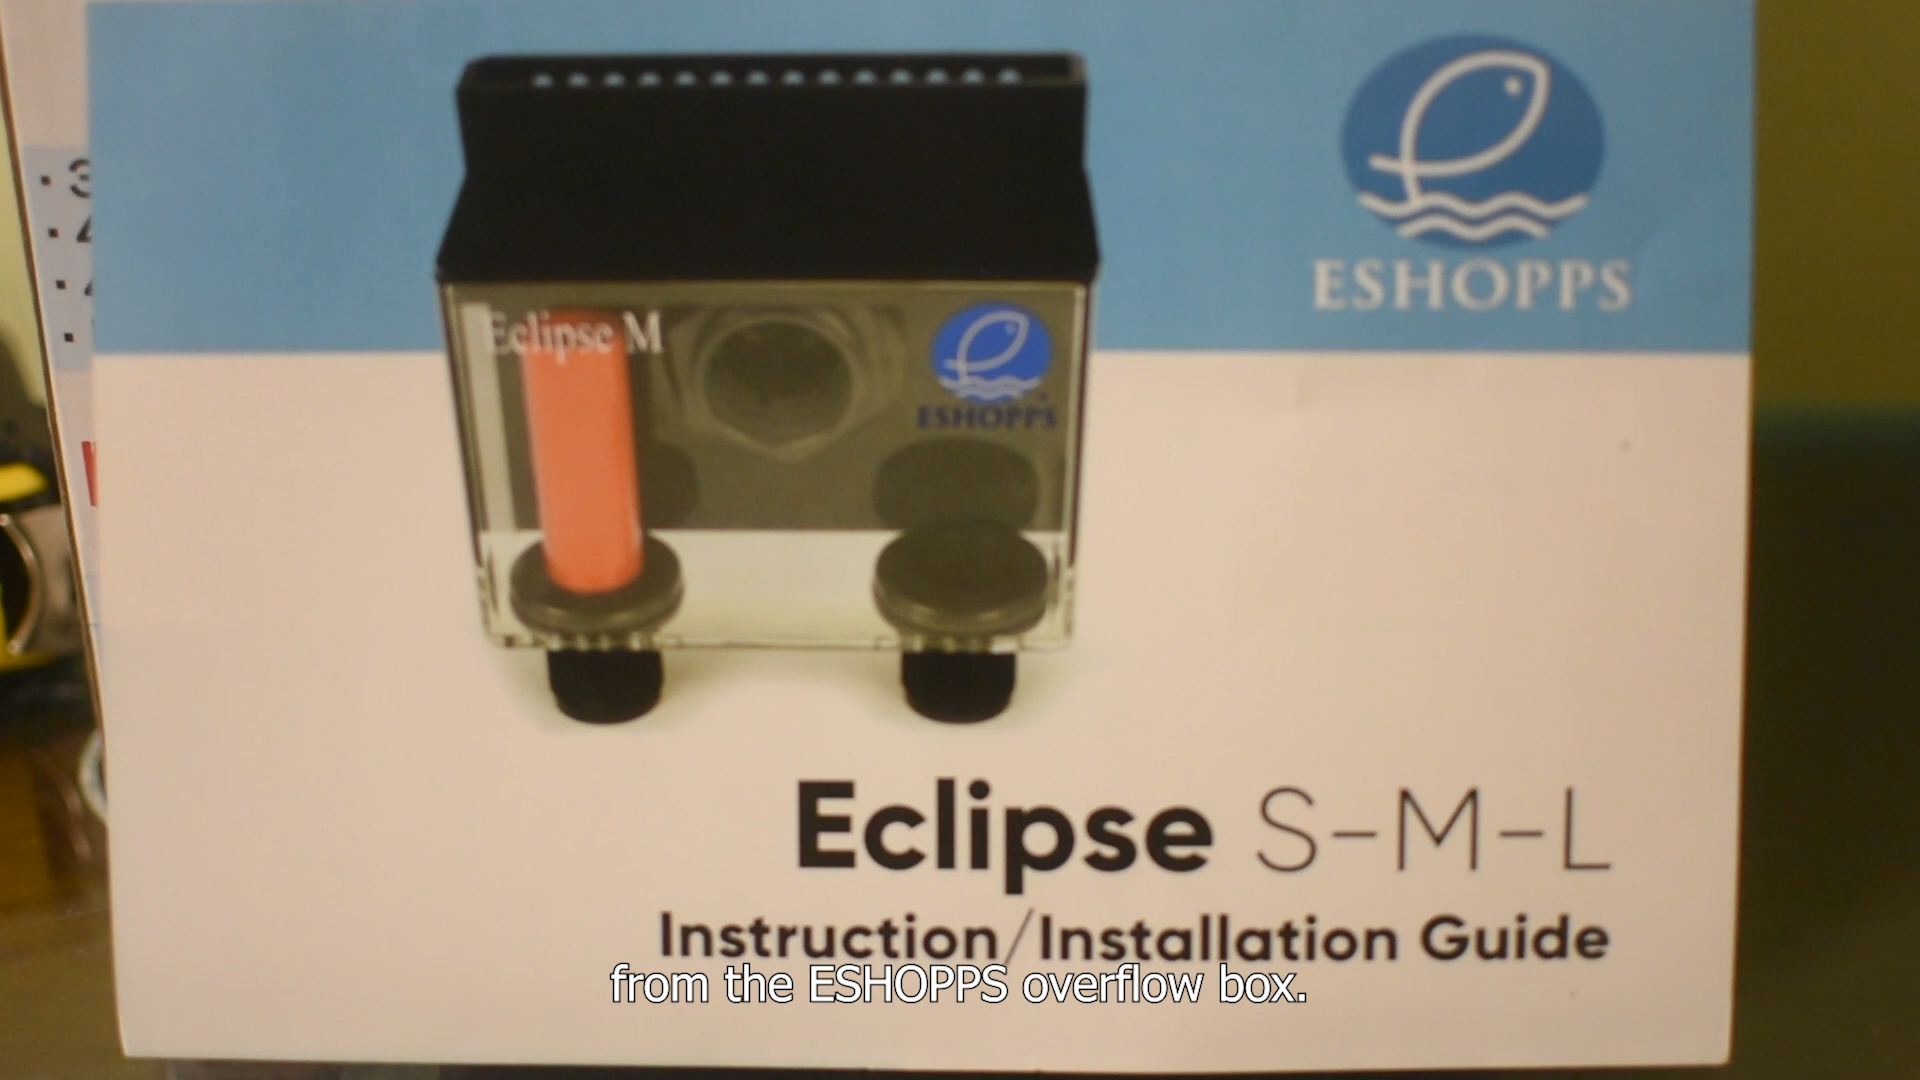 ESHOPPS
Eclipse M
ESHOPPS
Eclipse S-M-L
Instruction/Installation Guide
from the ESHOPPS overflow box.